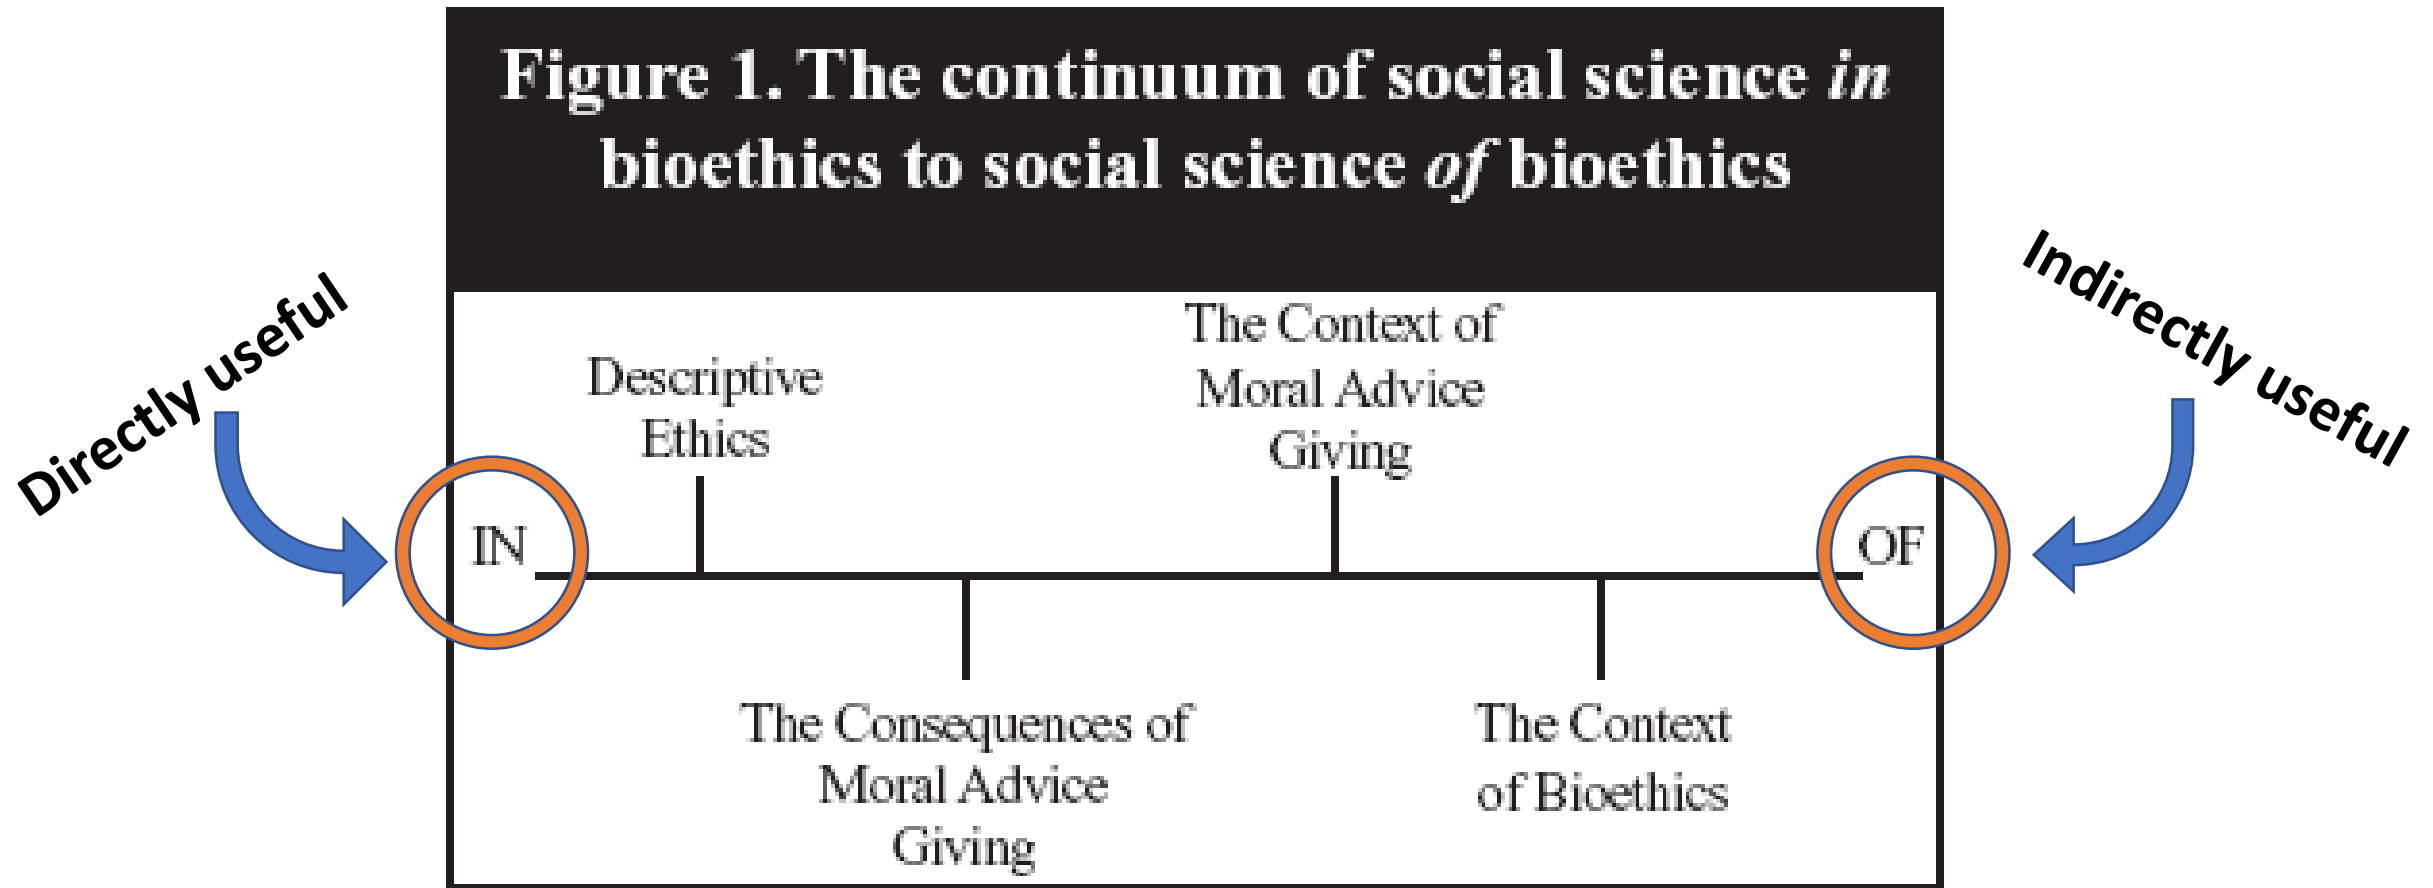 Figure 1. The continuum of social science in
bioethics to social science of bioethics
Directly useful
Indirectly useful
Descriptive
Ethics
The Context of
Moral Advice
Giving
IN
OF
The Consequences of
Moral Advice
Giving
The Context
of Bioethics